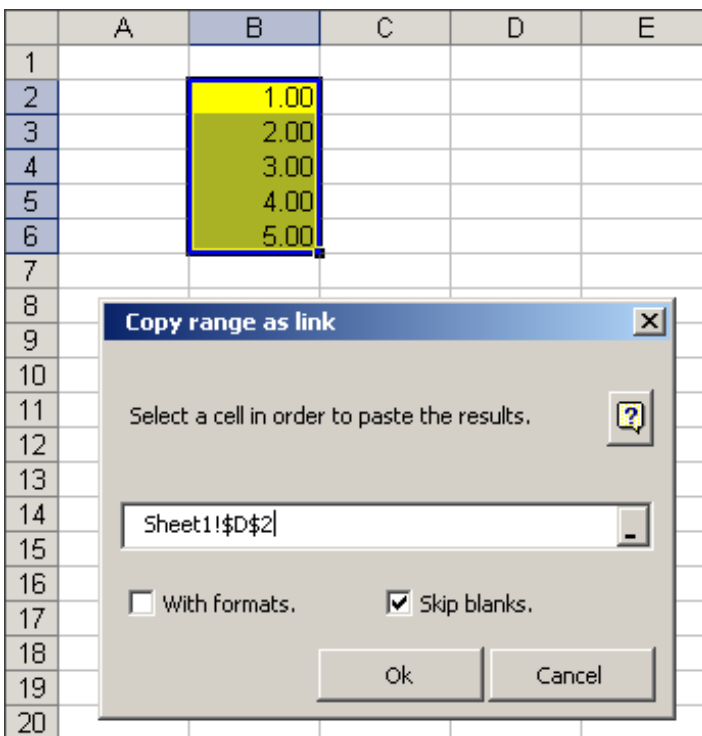 A B C D E
1
2 1.00
3 2.00
4 3.00
5 4.00
6 5.00
7
8
9 Copy range as link
10
11 Select a cell in order to paste the results. ?
12
13
14 Sheet1!$D$2
15
16
17 With formats. Skip blanks.
18
19 Ok Cancel
20